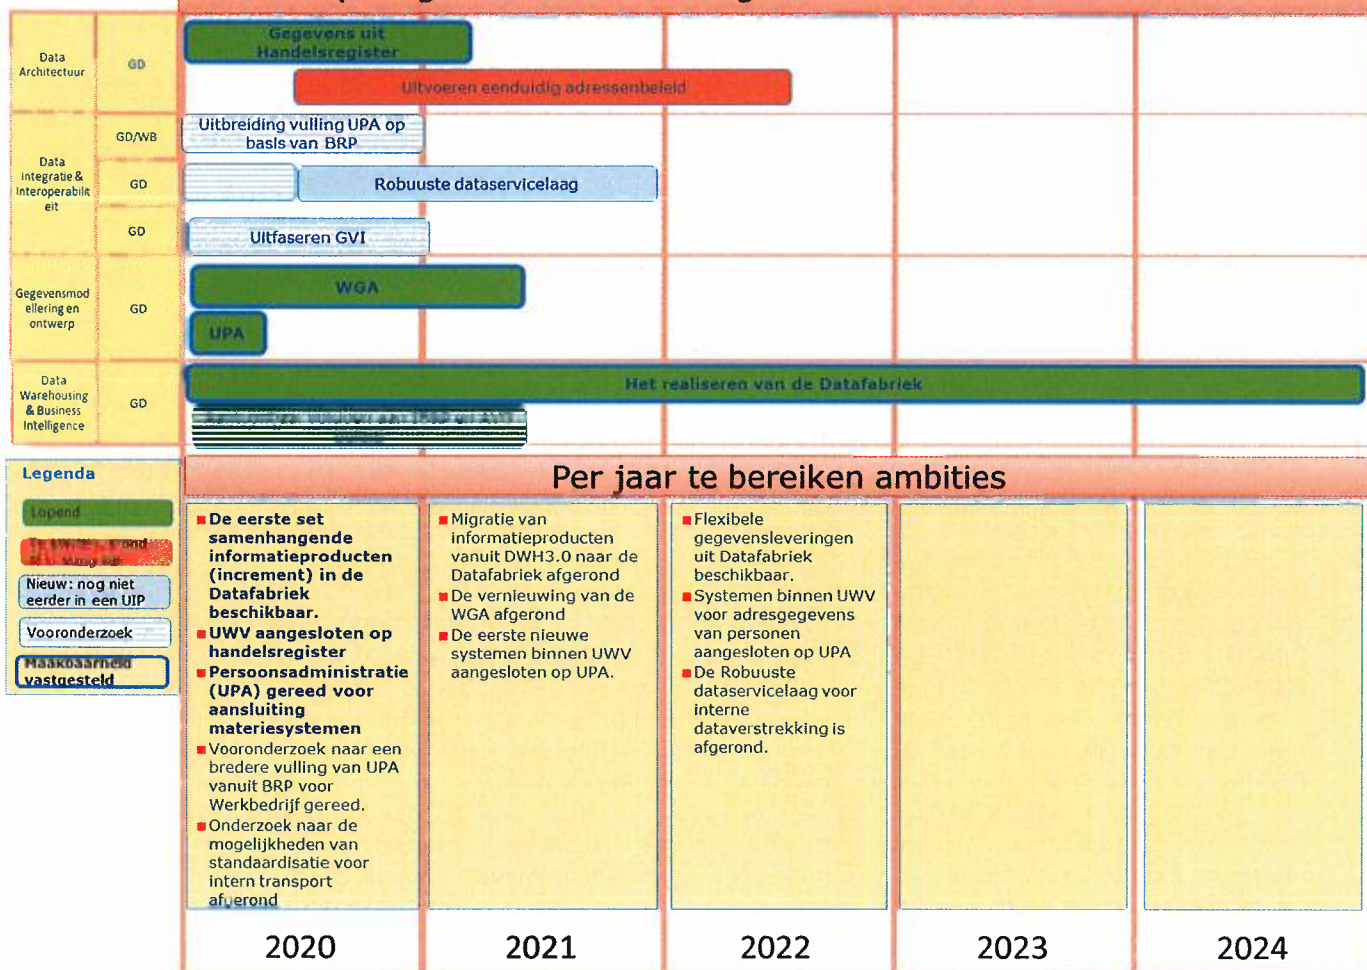 Data
Architectuur
GD
Gegevens uit
Handelsregister
Uitvoeren eenduidig adressenbeleid
Data
Integratie &
Interoperabilit
eit
GD/WB
Uitbreiding vulling UPA op
basis van BRP
GD
Robuuste dataservicelaag
GD
Uitfaseren GVI
Gegevensmod
ellering en
ontwerp
GD
WGA
UPA
Data
Warehousing
& Business
Intelligence
GD
Het realiseren van de Datafabriek
Legenda
Lopend
Nieuw: nog niet
eerder in een UIP
Vooronderzoek
Maakbaarheid
vastgesteld
Per jaar te bereiken ambities
De eerste set
samenhangende
informatieproducten
(increment) in de
Datafabriek
beschikbaar.
UWV aangesloten op
handelsregister
Persoonsadministratie
(UPA) gereed voor
aansluiting
materiesystemen
Vooronderzoek naar een
bredere vulling van UPA
vanuit BRP voor
Werkbedrijf gereed.
Onderzoek naar de
mogelijkheden van
standaardisatie voor
intern transport
afgerond
Migratie van
informatieproducten
vanuit DWH3.0 naar de
Datafabriek afgerond
De vernieuwing van de
WGA afgerond
De eerste nieuwe
systemen binnen UWV
aangesloten op UPA.
Flexibele
gegevensleveringen
uit Datafabriek
beschikbaar.
Systemen binnen UWV
voor adresgegevens
van personen
aangesloten op UPA
De Robuuste
dataservicelaag voor
interne
dataverstrekking is
afgerond.
2020
2021
2022
2023
2024